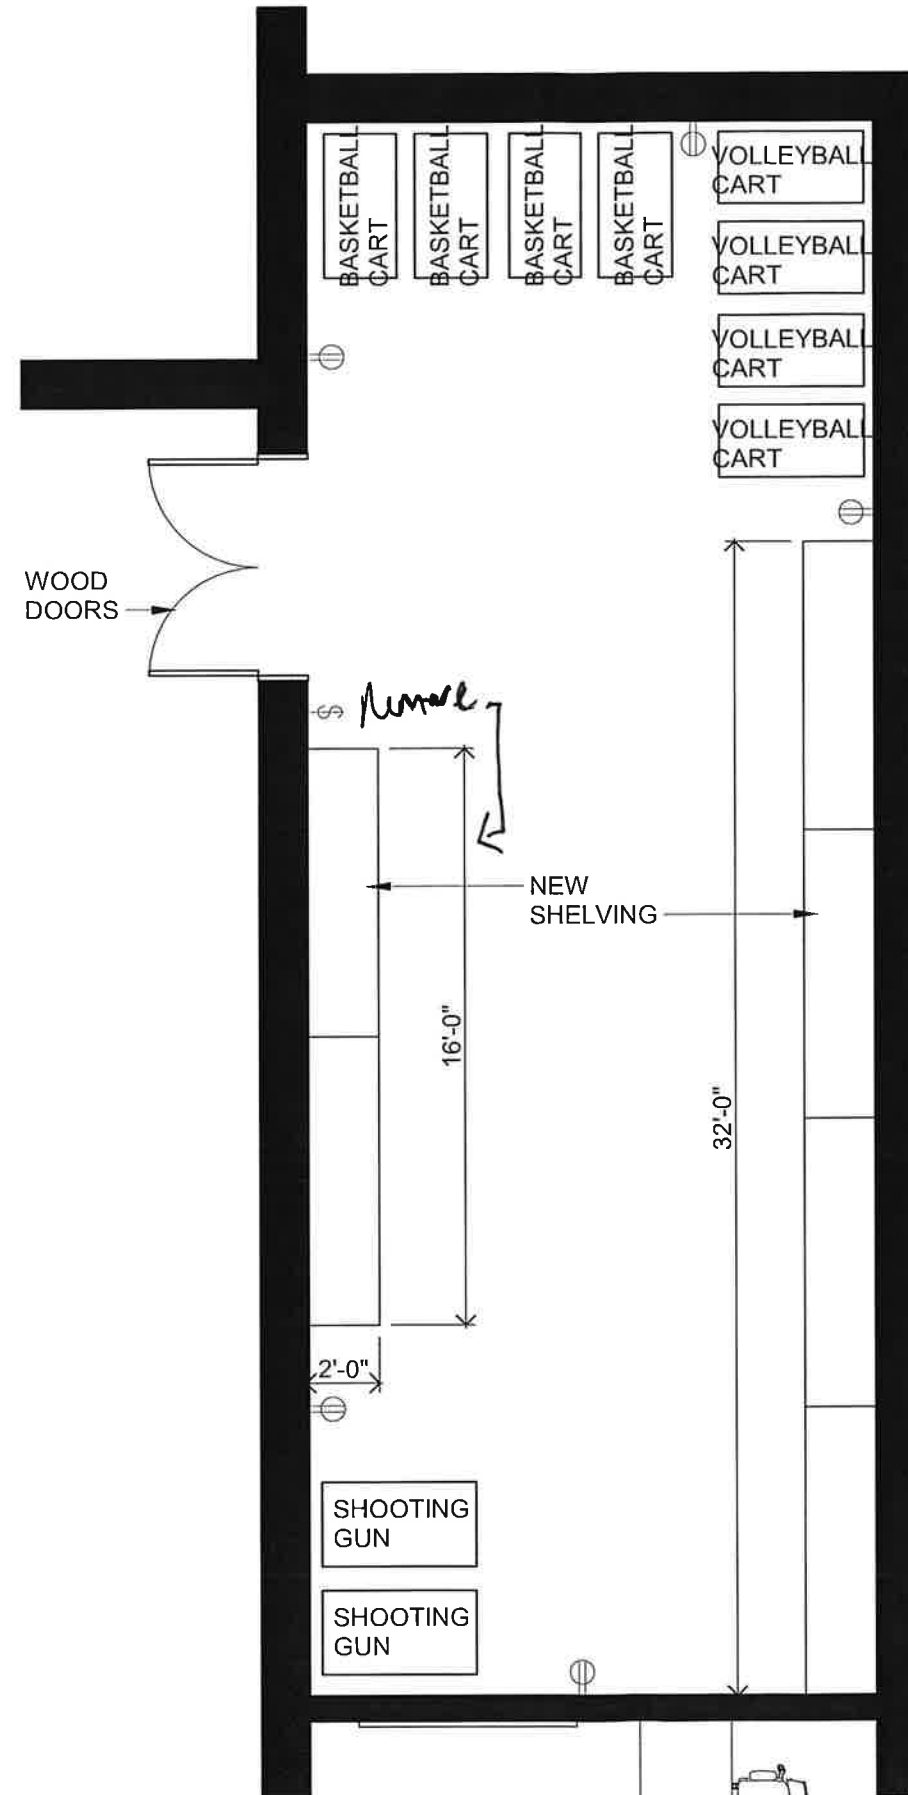 BASKETBALL
CART
BASKETBALL
CART
BASKETBALL
CART
BASKETBALL
CART
VOLLEYBALL
CART
VOLLEYBALL
CART
VOLLEYBALL
CART
VOLLEYBALL
CART
WOOD
DOORS
S
Remove
NEW
SHELVING
16'-0"
32'-0"
2'-0"
SHOOTING
GUN
SHOOTING
GUN